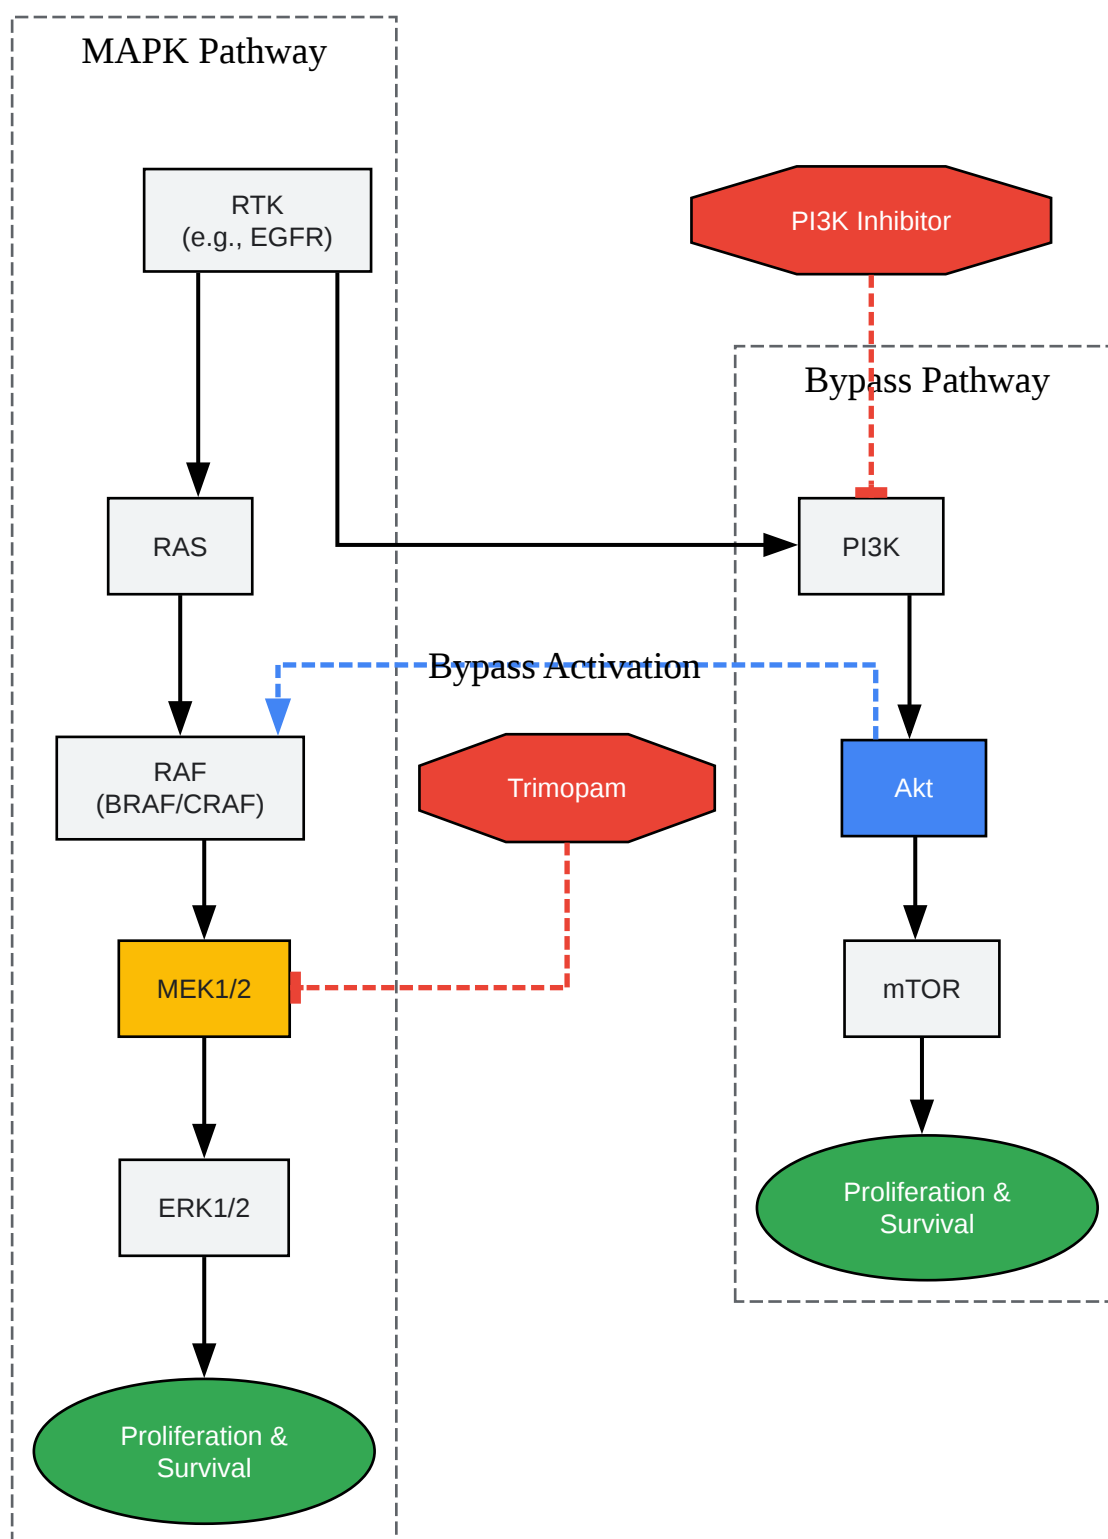 MAPK Pathway
RTK
(e.g., EGFR)
PI3K Inhibitor
Bypass Pathway
RAS
PI3K
Bypass Activation
RAF
(BRAF/CRAF)
Trimopam
Akt
MEK1/2
mTOR
ERK1/2
Proliferation &
Survival
Proliferation &
Survival